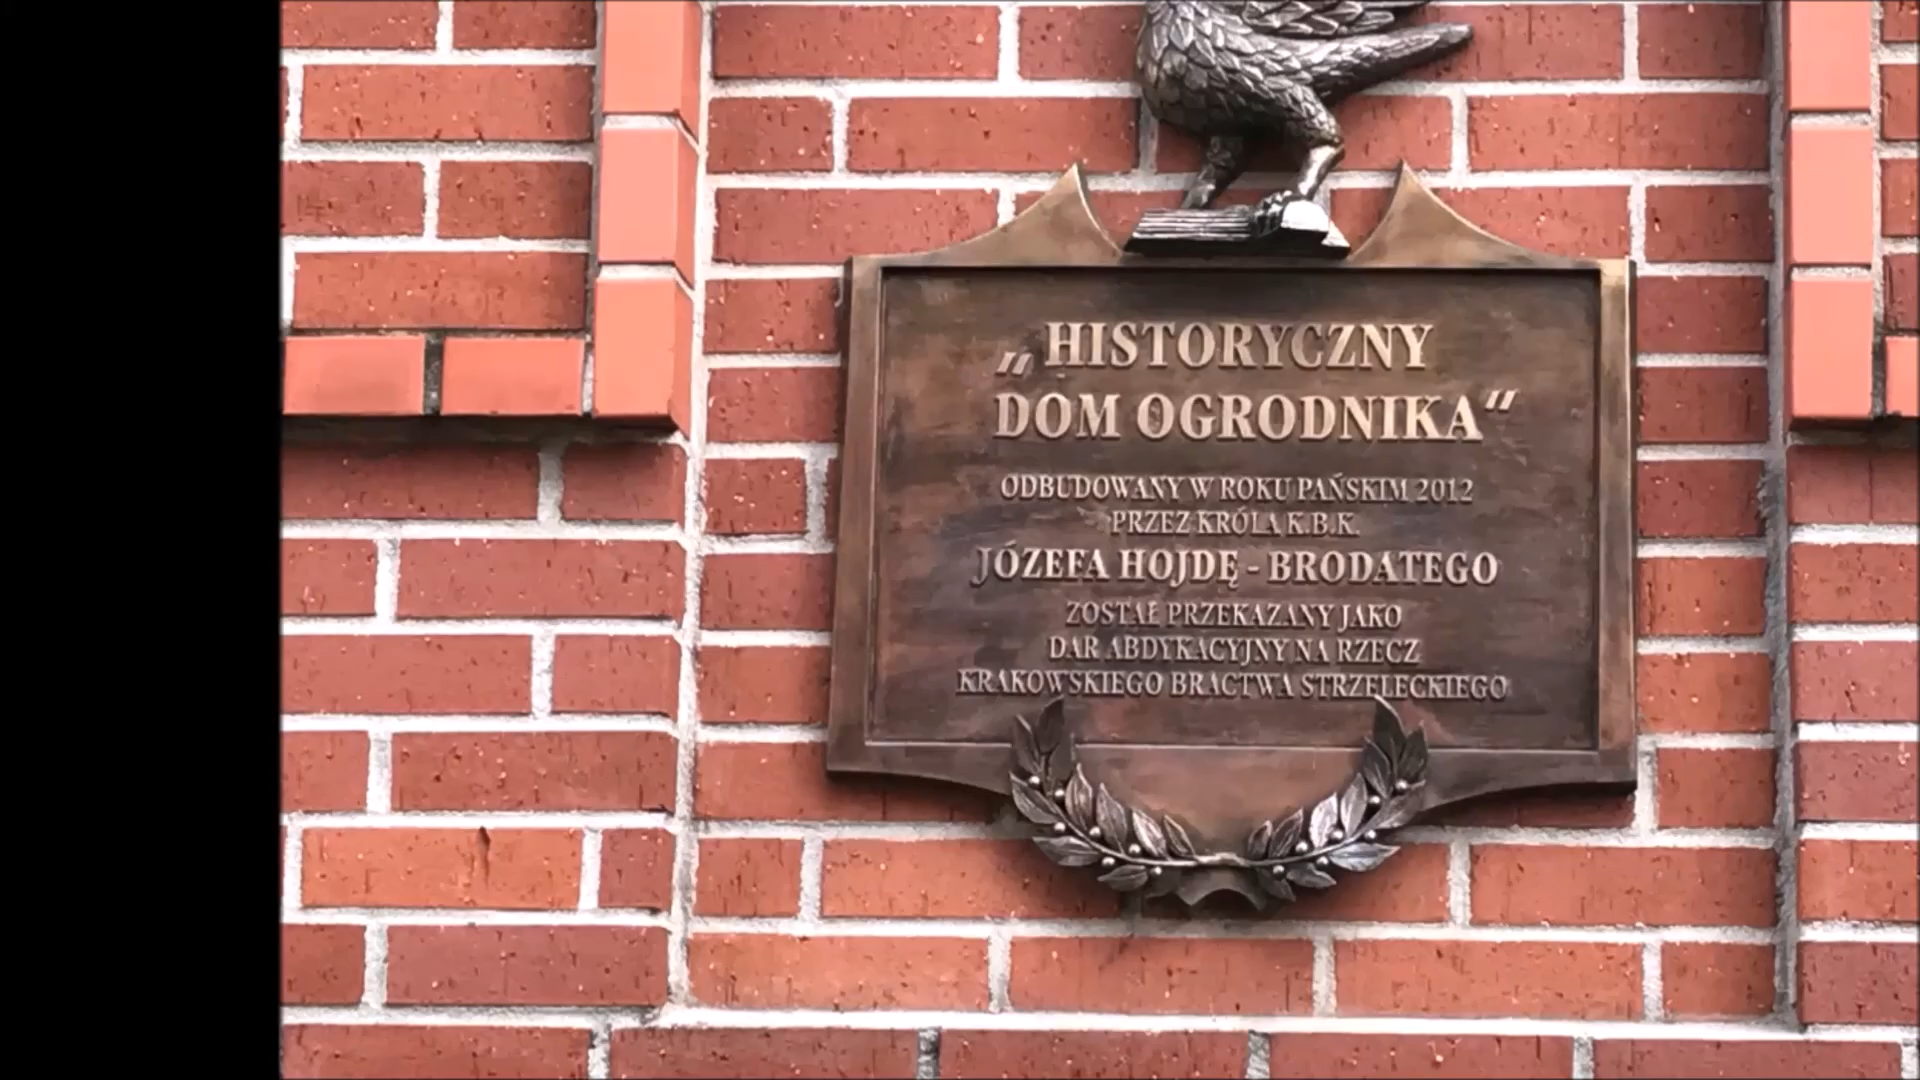 „HISTORYCZNY
DOM OGRODNIKA“
ODBUDOWANY W ROKU PAŃSKIM 2012
PRZEZ KRÓLA K.B.K.
JÓZEFA HOJDĘ - BRODATEGO
ZOSTAŁ PRZEKAZANY JAKO
DAR ABDYKACYJNY NA RZECZ
KRAKOWSKIEGO BRACTWA STRZELECKIEGO